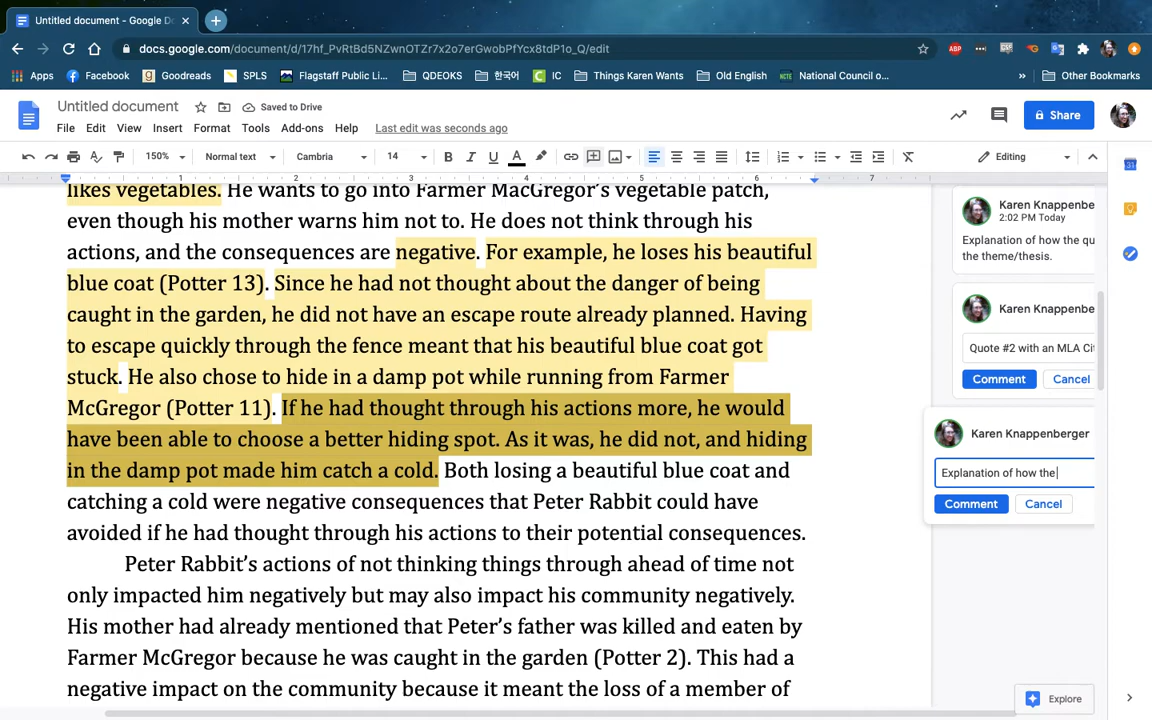 Untitled document - Google Do
docs.google.com/document/d/17hf_PvRtBd5NZwnOTZr7x2o7erGwobPfYcx8tdP1o_Q/edit
ABP
Apps Facebook Goodreads SPLS Flagstaff Public Li... QDEOKS 한국어 IC Things Karen Wants Old English National Council o... » Other Bookmarks
Untitled document Saved to Drive
File Edit View Insert Format Tools Add-ons Help Last edit was seconds ago
Share
150% Normal text Cambria 14 B I U A Editing
1 2 3 4 5 6 7
likes vegetables. He wants to go into Farmer MacGregor's vegetable patch,
even though his mother warns him not to. He does not think through his
actions, and the consequences are negative. For example, he loses his beautiful
blue coat (Potter 13). Since he had not thought about the danger of being
caught in the garden, he did not have an escape route already planned. Having
to escape quickly through the fence meant that his beautiful blue coat got
stuck. He also chose to hide in a damp pot while running from Farmer
McGregor (Potter 11). If he had thought through his actions more, he would
have been able to choose a better hiding spot. As it was, he did not, and hiding
in the damp pot made him catch a cold. Both losing a beautiful blue coat and
catching a cold were negative consequences that Peter Rabbit could have
avoided if he had thought through his actions to their potential consequences.
Peter Rabbit's actions of not thinking things through ahead of time not
only impacted him negatively but may also impact his community negatively.
His mother had already mentioned that Peter's father was killed and eaten by
Farmer McGregor because he was caught in the garden (Potter 2). This had a
negative impact on the community because it meant the loss of a member of
Karen Knappenbe
2:02 PM Today
Explanation of how the qu
the theme/thesis.
Karen Knappenbe
Quote #2 with an MLA Cit
Comment Cancel
Karen Knappenberger
Explanation of how the
Comment Cancel
Explore